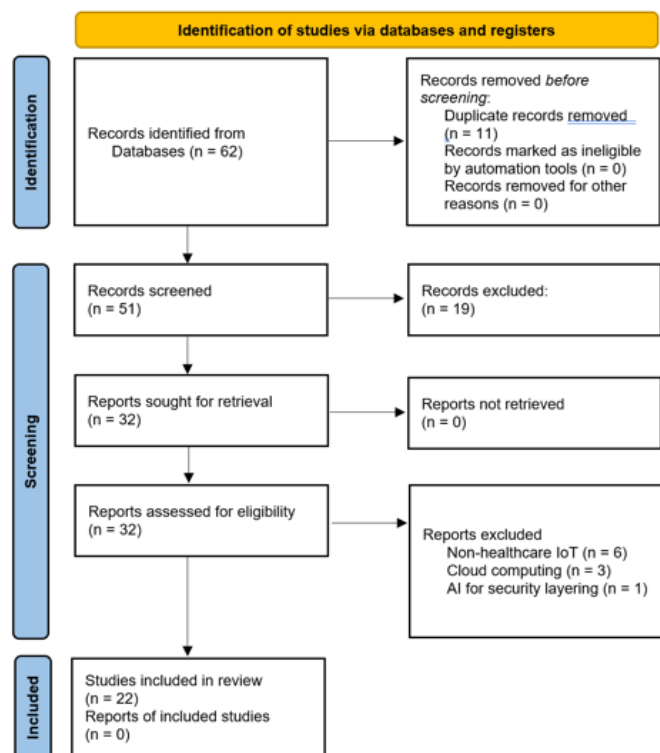 Identification of studies via databases and registers
Identification
Records identified from
Databases (n = 62)
Records removed before
screening:
Duplicate records removed
(n = 11)
Records marked as ineligible
by automation tools (n = 0)
Records removed for other
reasons (n = 0)
Screening
Records screened
(n = 51)
Records excluded:
(n = 19)
Reports sought for retrieval
(n = 32)
Reports not retrieved
(n = 0)
Reports assessed for eligibility
(n = 32)
Reports excluded
Non-healthcare IoT (n = 6)
Cloud computing (n = 3)
AI for security layering (n = 1)
Included
Studies included in review
(n = 22)
Reports of included studies
(n = 0)